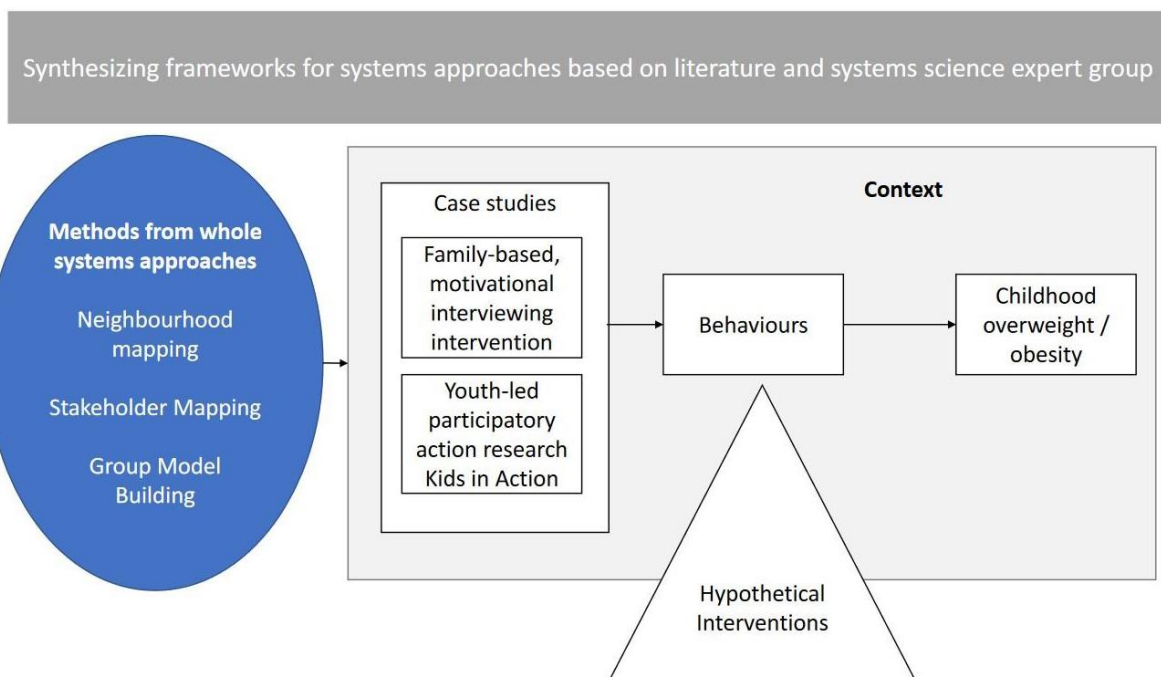 Synthesizing frameworks for systems approaches based on literature and systems science expert group
Methods from whole
systems approaches
Neighbourhood
mapping
Stakeholder Mapping
Group Model
Building
Context
Case studies
Family-based,
motivational
interviewing
intervention
Youth-led
participatory
action research
Kids in Action
Behaviours
Childhood
overweight /
obesity
Hypothetical
Interventions